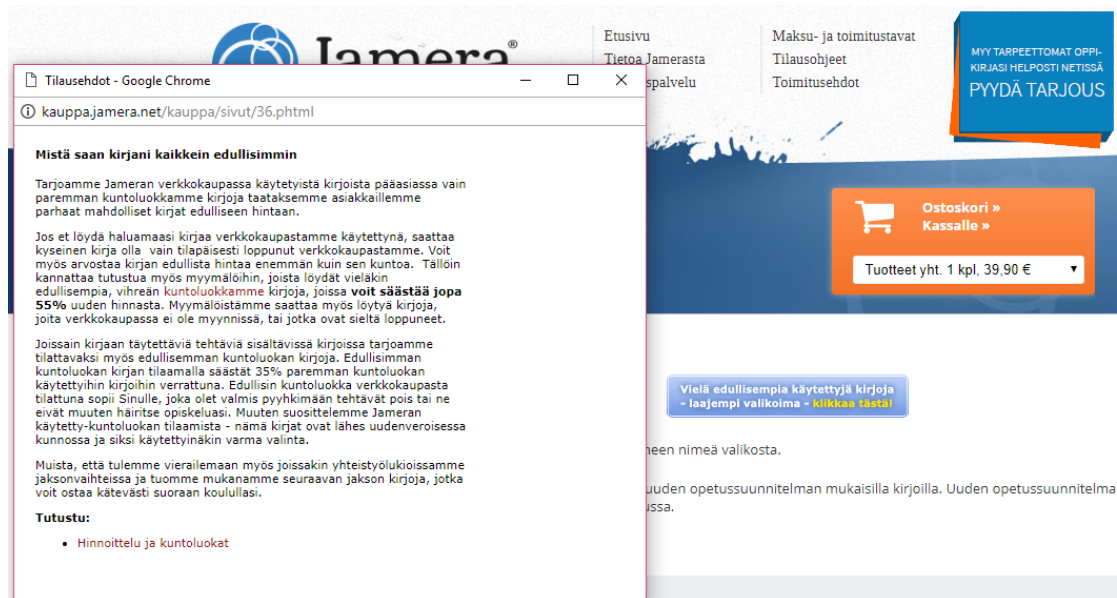 Jamera®
Etusivu
Tietoa Jamerasta
spalvelu
Maksu- ja toimitustavat
Tilausohjeet
Toimitusehdot
MYY TARPEETTOMAT OPPI-
KIRJASI HELPOSTI NETISSÄ
PYYDÄ TARJOUS
Tilausehdot - Google Chrome
kauppa.jamera.net/kauppa/sivut/36.phtml
Mistä saan kirjani kaikkein edullisimmin
Tarjoamme Jameran verkkokaupassa käytetyistä kirjoista pääasiassa vain
paremman kuntoluokkamme kirjoja taataksemme asiakkaillemme
parhaat mahdolliset kirjat edulliseen hintaan.
Jos et löydä haluamaasi kirjaa verkkokaupastamme käytettynä, saattaa
kyseinen kirja olla vain tilapäisesti loppunut verkkokaupastamme. Voit
myös arvostaa kirjan edullista hintaa enemmän kuin sen kuntoa. Tällöin
kannattaa tutustua myös myymälöihin, joista löydät vieläkin
edullisempia, vihreän kuntoluokkamme kirjoja, joissa voit säästää jopa
55% uuden hinnasta. Myymälöistämme saattaa myös löytyä kirjoja,
joita verkkokaupassa ei ole myynnissä, tai jotka ovat sieltä loppuneet.
Joissain kirjaan täytettäviä tehtäviä sisältävissä kirjoissa tarjoamme
tilattavaksi myös edullisemman kuntoluokan kirjoja. Edullisimman
kuntoluokan kirjan tilaamalla säästät 35% paremman kuntoluokan
käytettyihin kirjoihin verrattuna. Edullisin kuntoluokka verkkokaupasta
tilattuna sopii Sinulle, joka olet valmis pyyhkimään tehtävät pois tai ne
eivät muuten häiritse opiskeluasi. Muuten suosittelemme Jameran
käytetty-kuntoluokan tilaamista - nämä kirjat ovat lähes uudenveroisessa
kunnossa ja siksi käytettyinäkin varma valinta.
Muista, että tulemme vierailemaan myös joissakin yhteistyölukioissamme
jaksonvaihteissa ja tuomme mukanamme seuraavan jakson kirjoja, jotka
voit ostaa kätevästi suoraan koulullasi.
Tutustu:
• Hinnoittelu ja kuntoluokat
Ostoskori »
Kassalle »
Tuotteet yht. 1 kpl, 39,90 €
Vielä edullisempia käytettyjä kirjoja
- laajempi valikoima - klikkaa tästä!
neen nimeä valikosta.
uuden opetussuunnitelman mukaisilla kirjoilla. Uuden opetussuunnitelma
ussa.